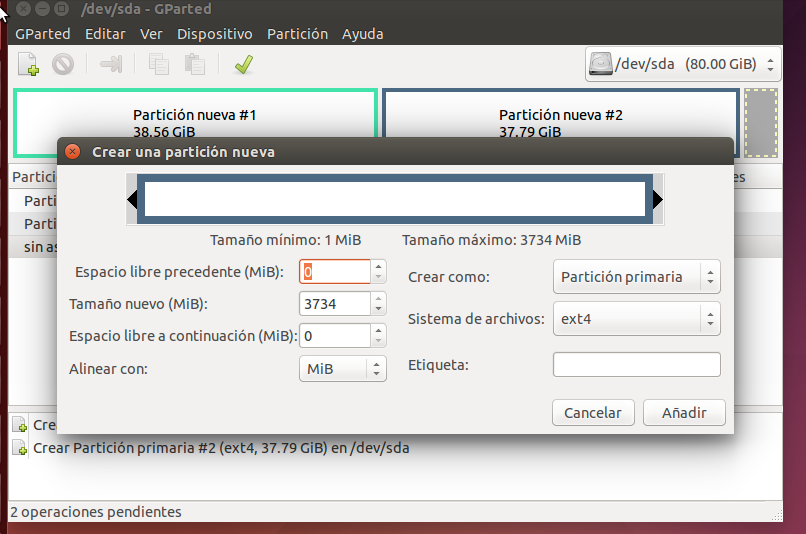 /dev/sda - GParted
GParted Editar Ver Dispositivo Partición Ayuda
/dev/sda (80.00 GiB)
Partición nueva #1
38.56 GiB
Partición nueva #2
37.79 GiB
Crear una partición nueva
Partici
es
Parti
Parti
sin as
Tamaño mínimo: 1 MiB
Tamaño máximo: 3734 MiB
Espacio libre precedente (MiB): 0
Crear como: Partición primaria
Tamaño nuevo (MiB): 3734
Sistema de archivos: ext4
Espacio libre a continuación (MiB): 0
Alinear con: MiB
Etiqueta:
Cancelar
Añadir
Cre
Crear Partición primaria #2 (ext4, 37.79 GiB) en /dev/sda
2 operaciones pendientes